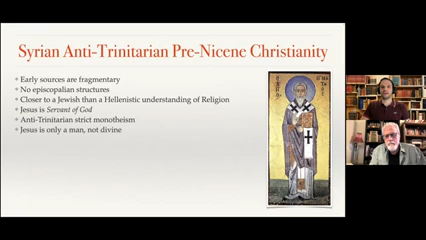 Syrian Anti-Trinitarian Pre-Nicene Christianity
Early sources are fragmentary
No episcopalian structures
Closer to a Jewish than a Hellenistic understanding of Religion
Jesus is Servant of God
Anti-Trinitarian strict monotheism
Jesus is only a man, not divine